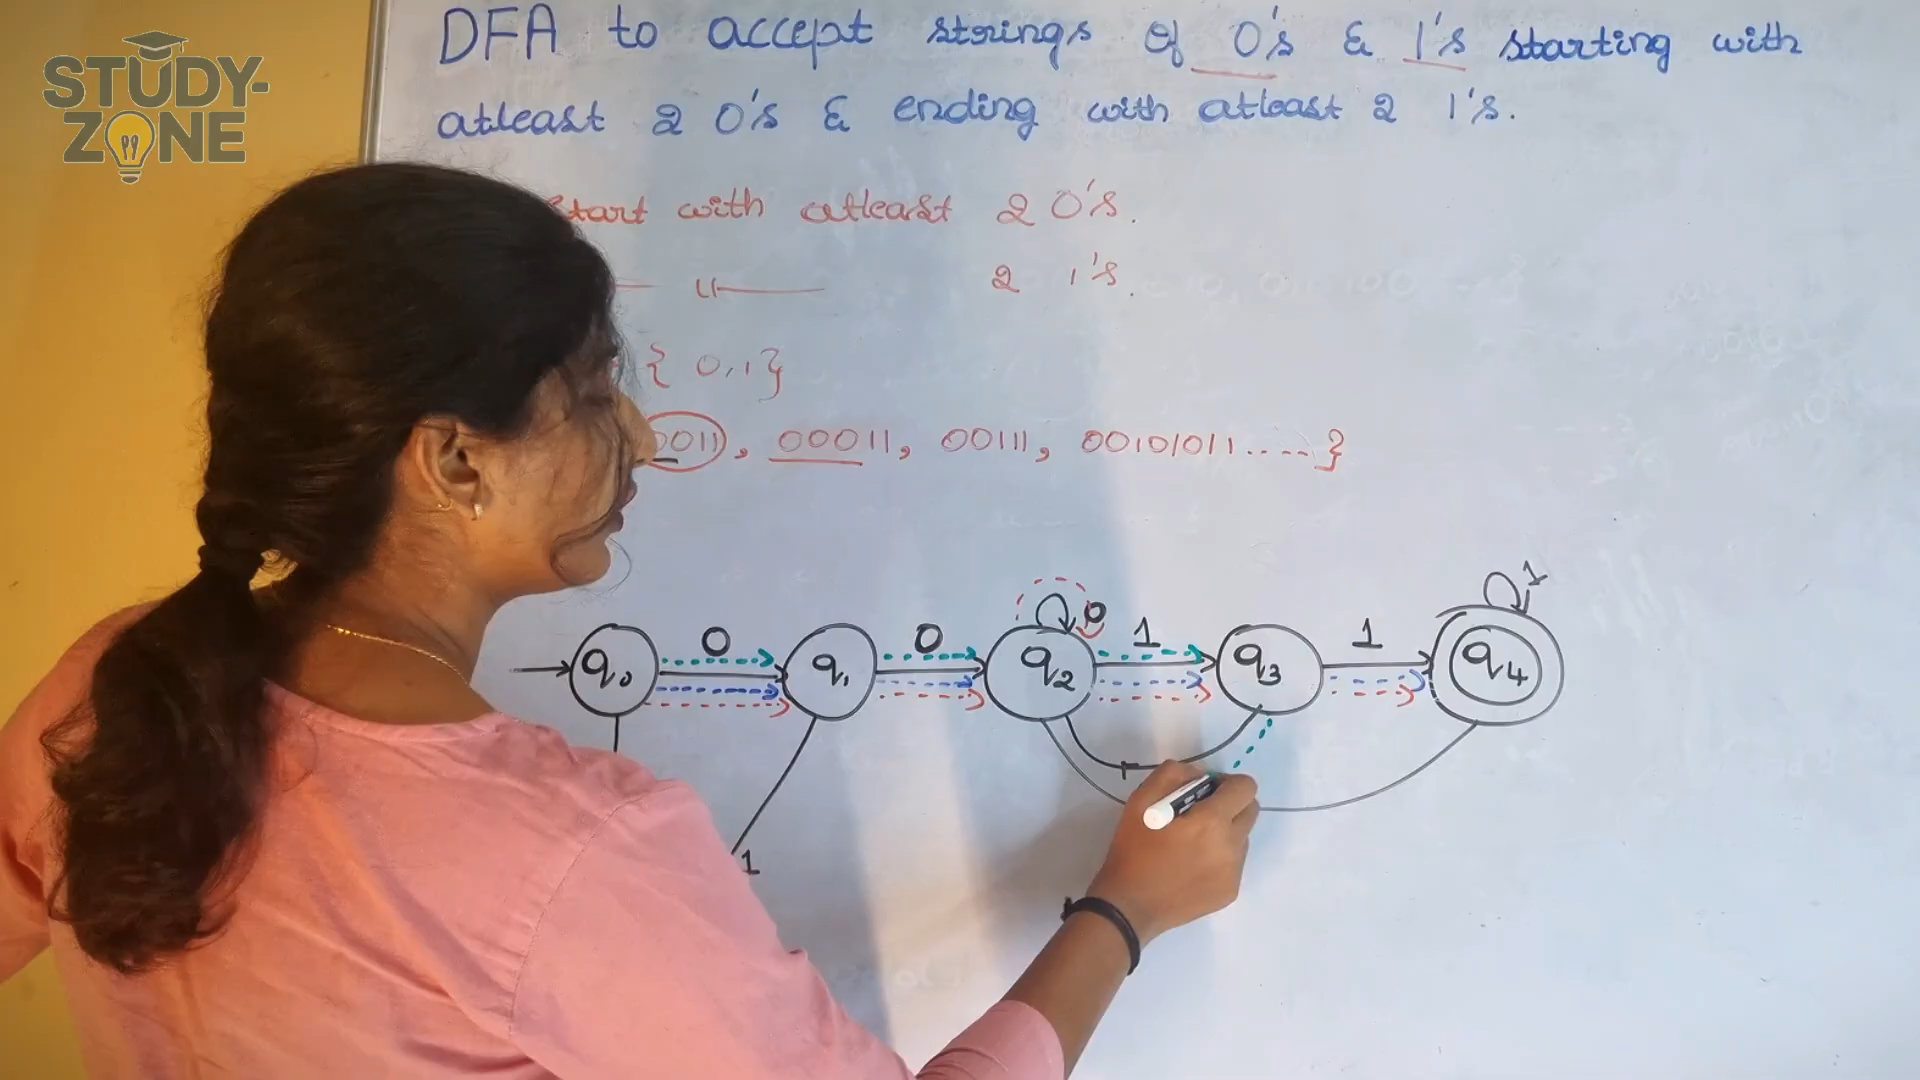 STUDY-
ZONE
DFA to accept strings of 0's & 1's starting with
atleast 2 0's & ending with atleast 2 1's.
start with atleast 2 0's.
2 1's.
{ 0, 1 }
0011, 00011, 00111, 00101011.....}
1
0 0 0 1 1
q0 q1 q2 q3 q4
1